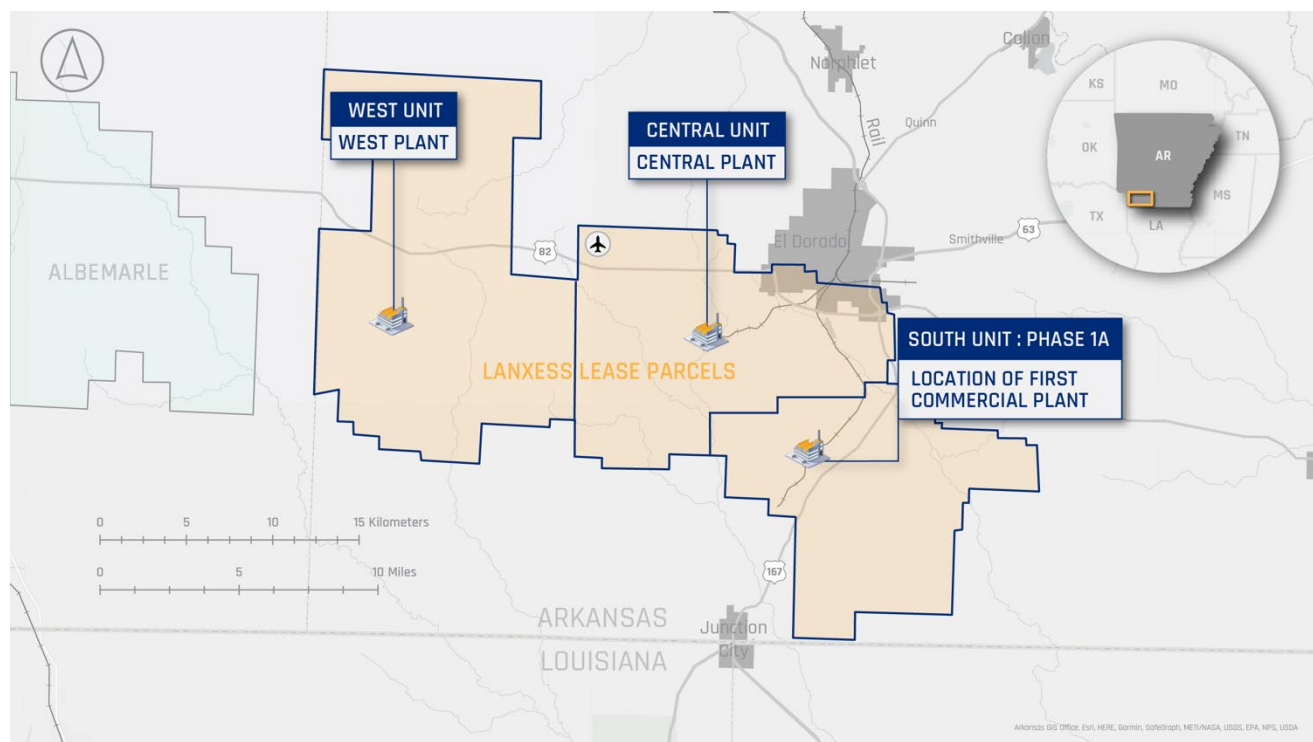 Calion
Norphlet
KS
MO
WEST UNIT
WEST PLANT
CENTRAL UNIT
CENTRAL PLANT
Rail
Quinn
OK
AR
TN
MS
TX
LA
El Dorado
Smithville
63
82
ALBEMARLE
SOUTH UNIT : PHASE 1A
LOCATION OF FIRST
COMMERCIAL PLANT
LANXESS LEASE PARCELS
0 5 10 15 Kilometers
0 5 10 Miles
167
ARKANSAS
LOUISIANA
Junction
City
Arkansas GIS Office, Esri, HERE, Garmin, SafeGraph, METI/NASA, USGS, EPA, NPS, USDA